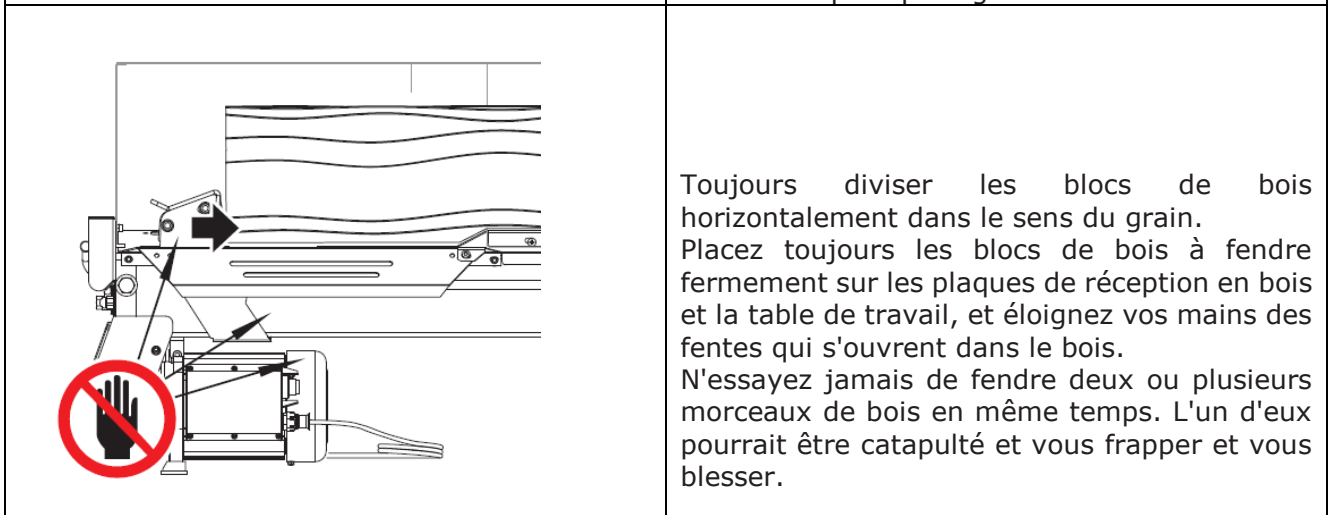 Toujours diviser les blocs de bois
horizontalement dans le sens du grain.
Placez toujours les blocs de bois à fendre
fermement sur les plaques de réception en bois
et la table de travail, et éloignez vos mains des
fentes qui s'ouvrent dans le bois.
N'essayez jamais de fendre deux ou plusieurs
morceaux de bois en même temps. L'un d'eux
pourrait être catapulté et vous frapper et vous
blesser.